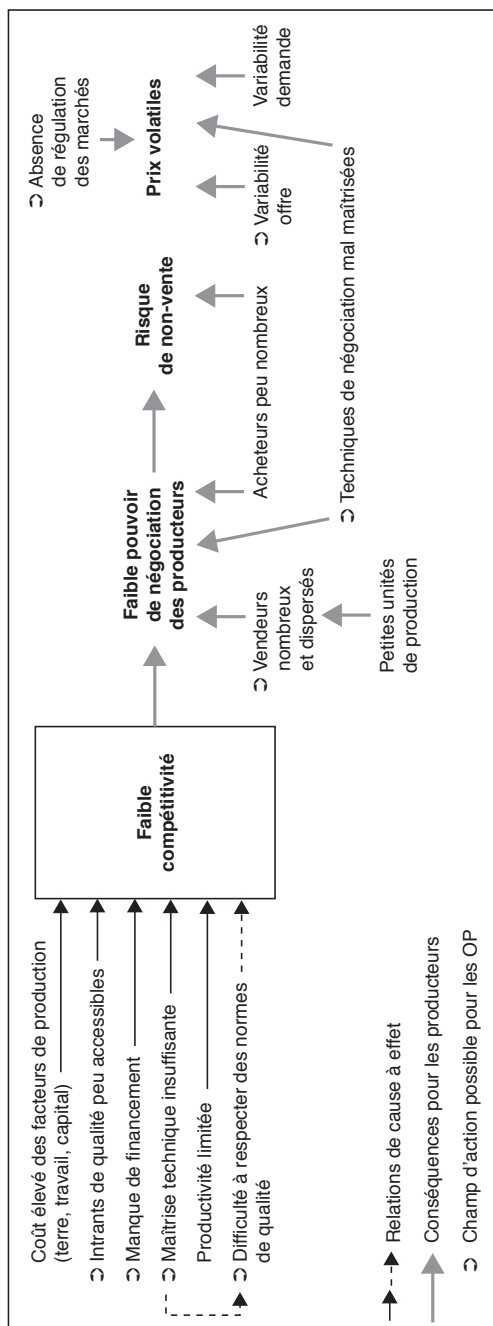 Coût élevé des facteurs de production
(terre, travail, capital)
➲ Intrants de qualité peu accessibles
➲ Manque de financement
➲ Maîtrise technique insuffisante
Productivité limitée
➲ Difficulté à respecter des normes
de qualité
Faible
compétitivité
Faible pouvoir
de négociation
des producteurs
➲ Vendeurs
nombreux
et dispersés
Petites unités
de production
Risque
de non-vente
Acheteurs peu nombreux
➲ Techniques de négociation mal maîtrisées
➲ Absence
de régulation
des marchés
Prix volatiles
➲ Variabilité
offre
Variabilité
demande
Relations de cause à effet
Conséquences pour les producteurs
➲ Champ d'action possible pour les OP